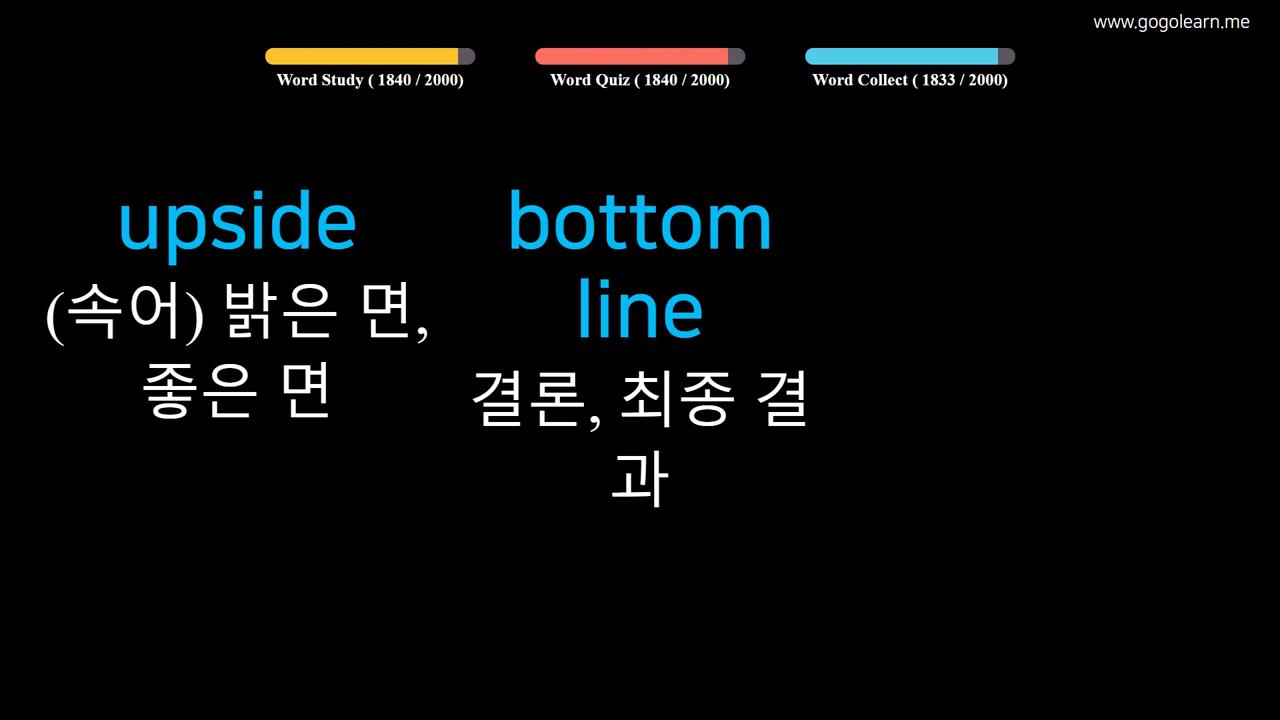 www.gogolearn.me
Word Study ( 1840 / 2000)
Word Quiz ( 1840 / 2000)
Word Collect ( 1833 / 2000)
upside
(속어) 밝은 면,
좋은 면
bottom
line
결론, 최종 결
과